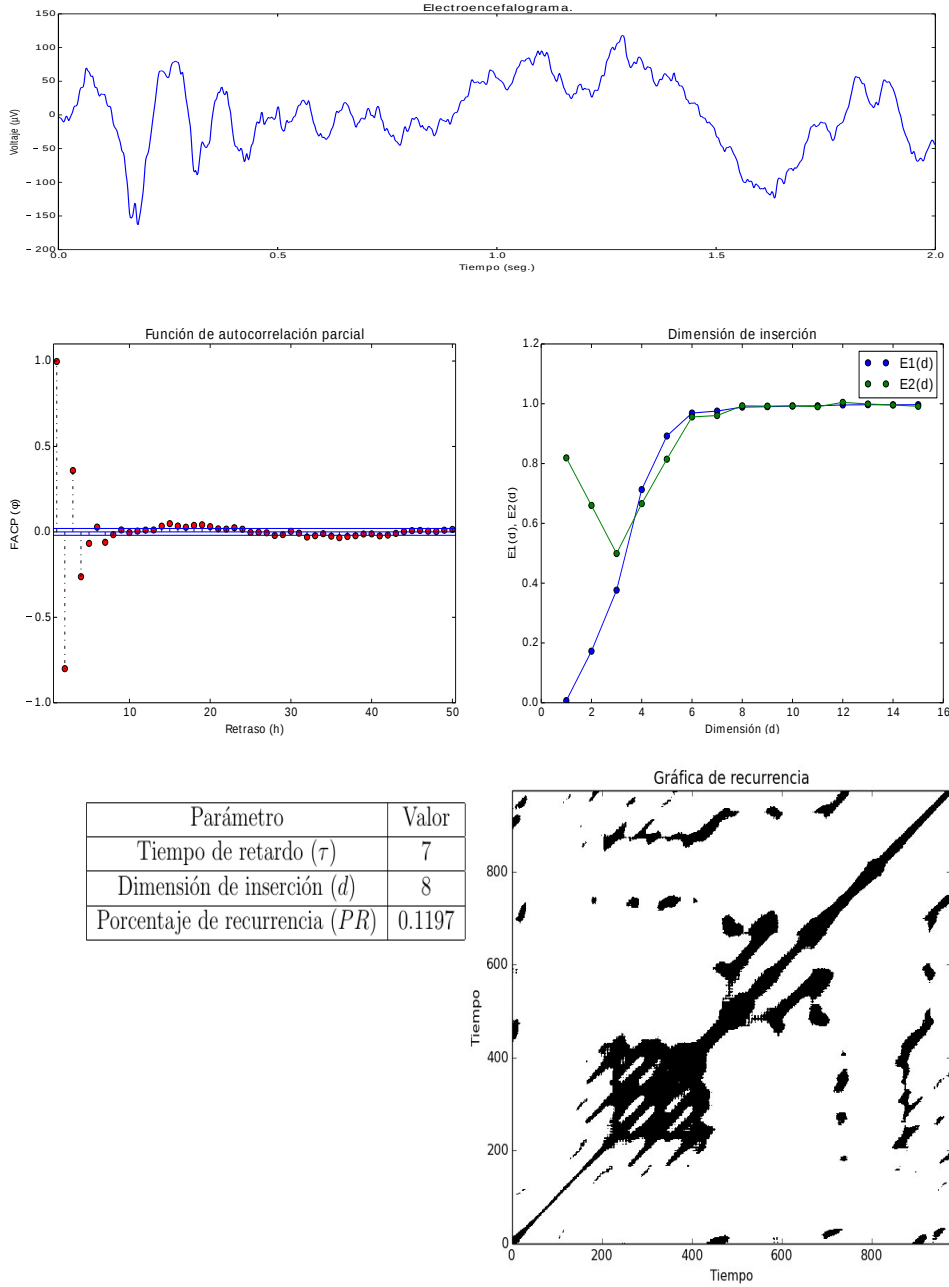 Electroencefalograma.
150
100
50
0
−50
−100
−150
−200
Voltaje (µV)
0.0 0.5 1.0 1.5 2.0
Tiempo (seg.)
Función de autocorrelación parcial
1.0
0.5
0.0
−0.5
−1.0
FACP (φ)
10 20 30 40 50
Retraso (h)
Dimensión de inserción
1.2
1.0
0.8
0.6
0.4
0.2
0.0
E1(d), E2(d)
E1(d)
E2(d)
0 2 4 6 8 10 12 14 16
Dimensión (d)
Parámetro Valor
Tiempo de retardo (τ) 7
Dimensión de inserción (d) 8
Porcentaje de recurrencia (PR) 0.1197
Gráfica de recurrencia
800
600
400
200
0
Tiempo
0 200 400 600 800
Tiempo